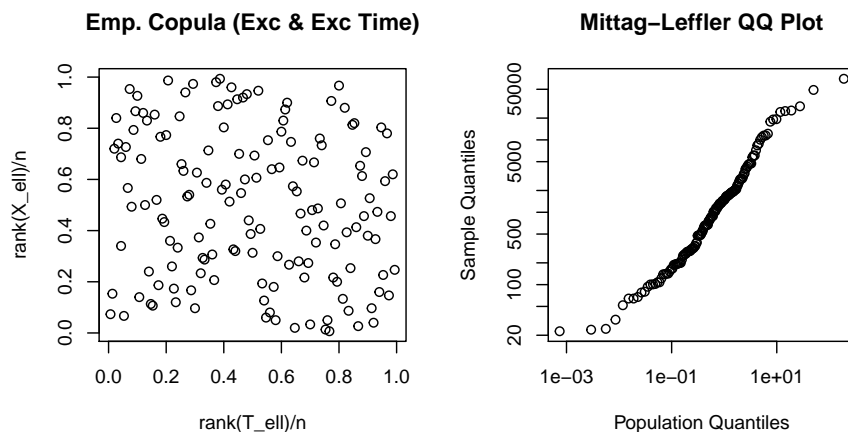 Emp. Copula (Exc & Exc Time)
rank(X_ell)/n
1.0
0.8
0.6
0.4
0.2
0.0
0.0 0.2 0.4 0.6 0.8 1.0
rank(T_ell)/n
Mittag−Leffler QQ Plot
Sample Quantiles
50000
5000
500
100
20
1e−03 1e−01 1e+01
Population Quantiles